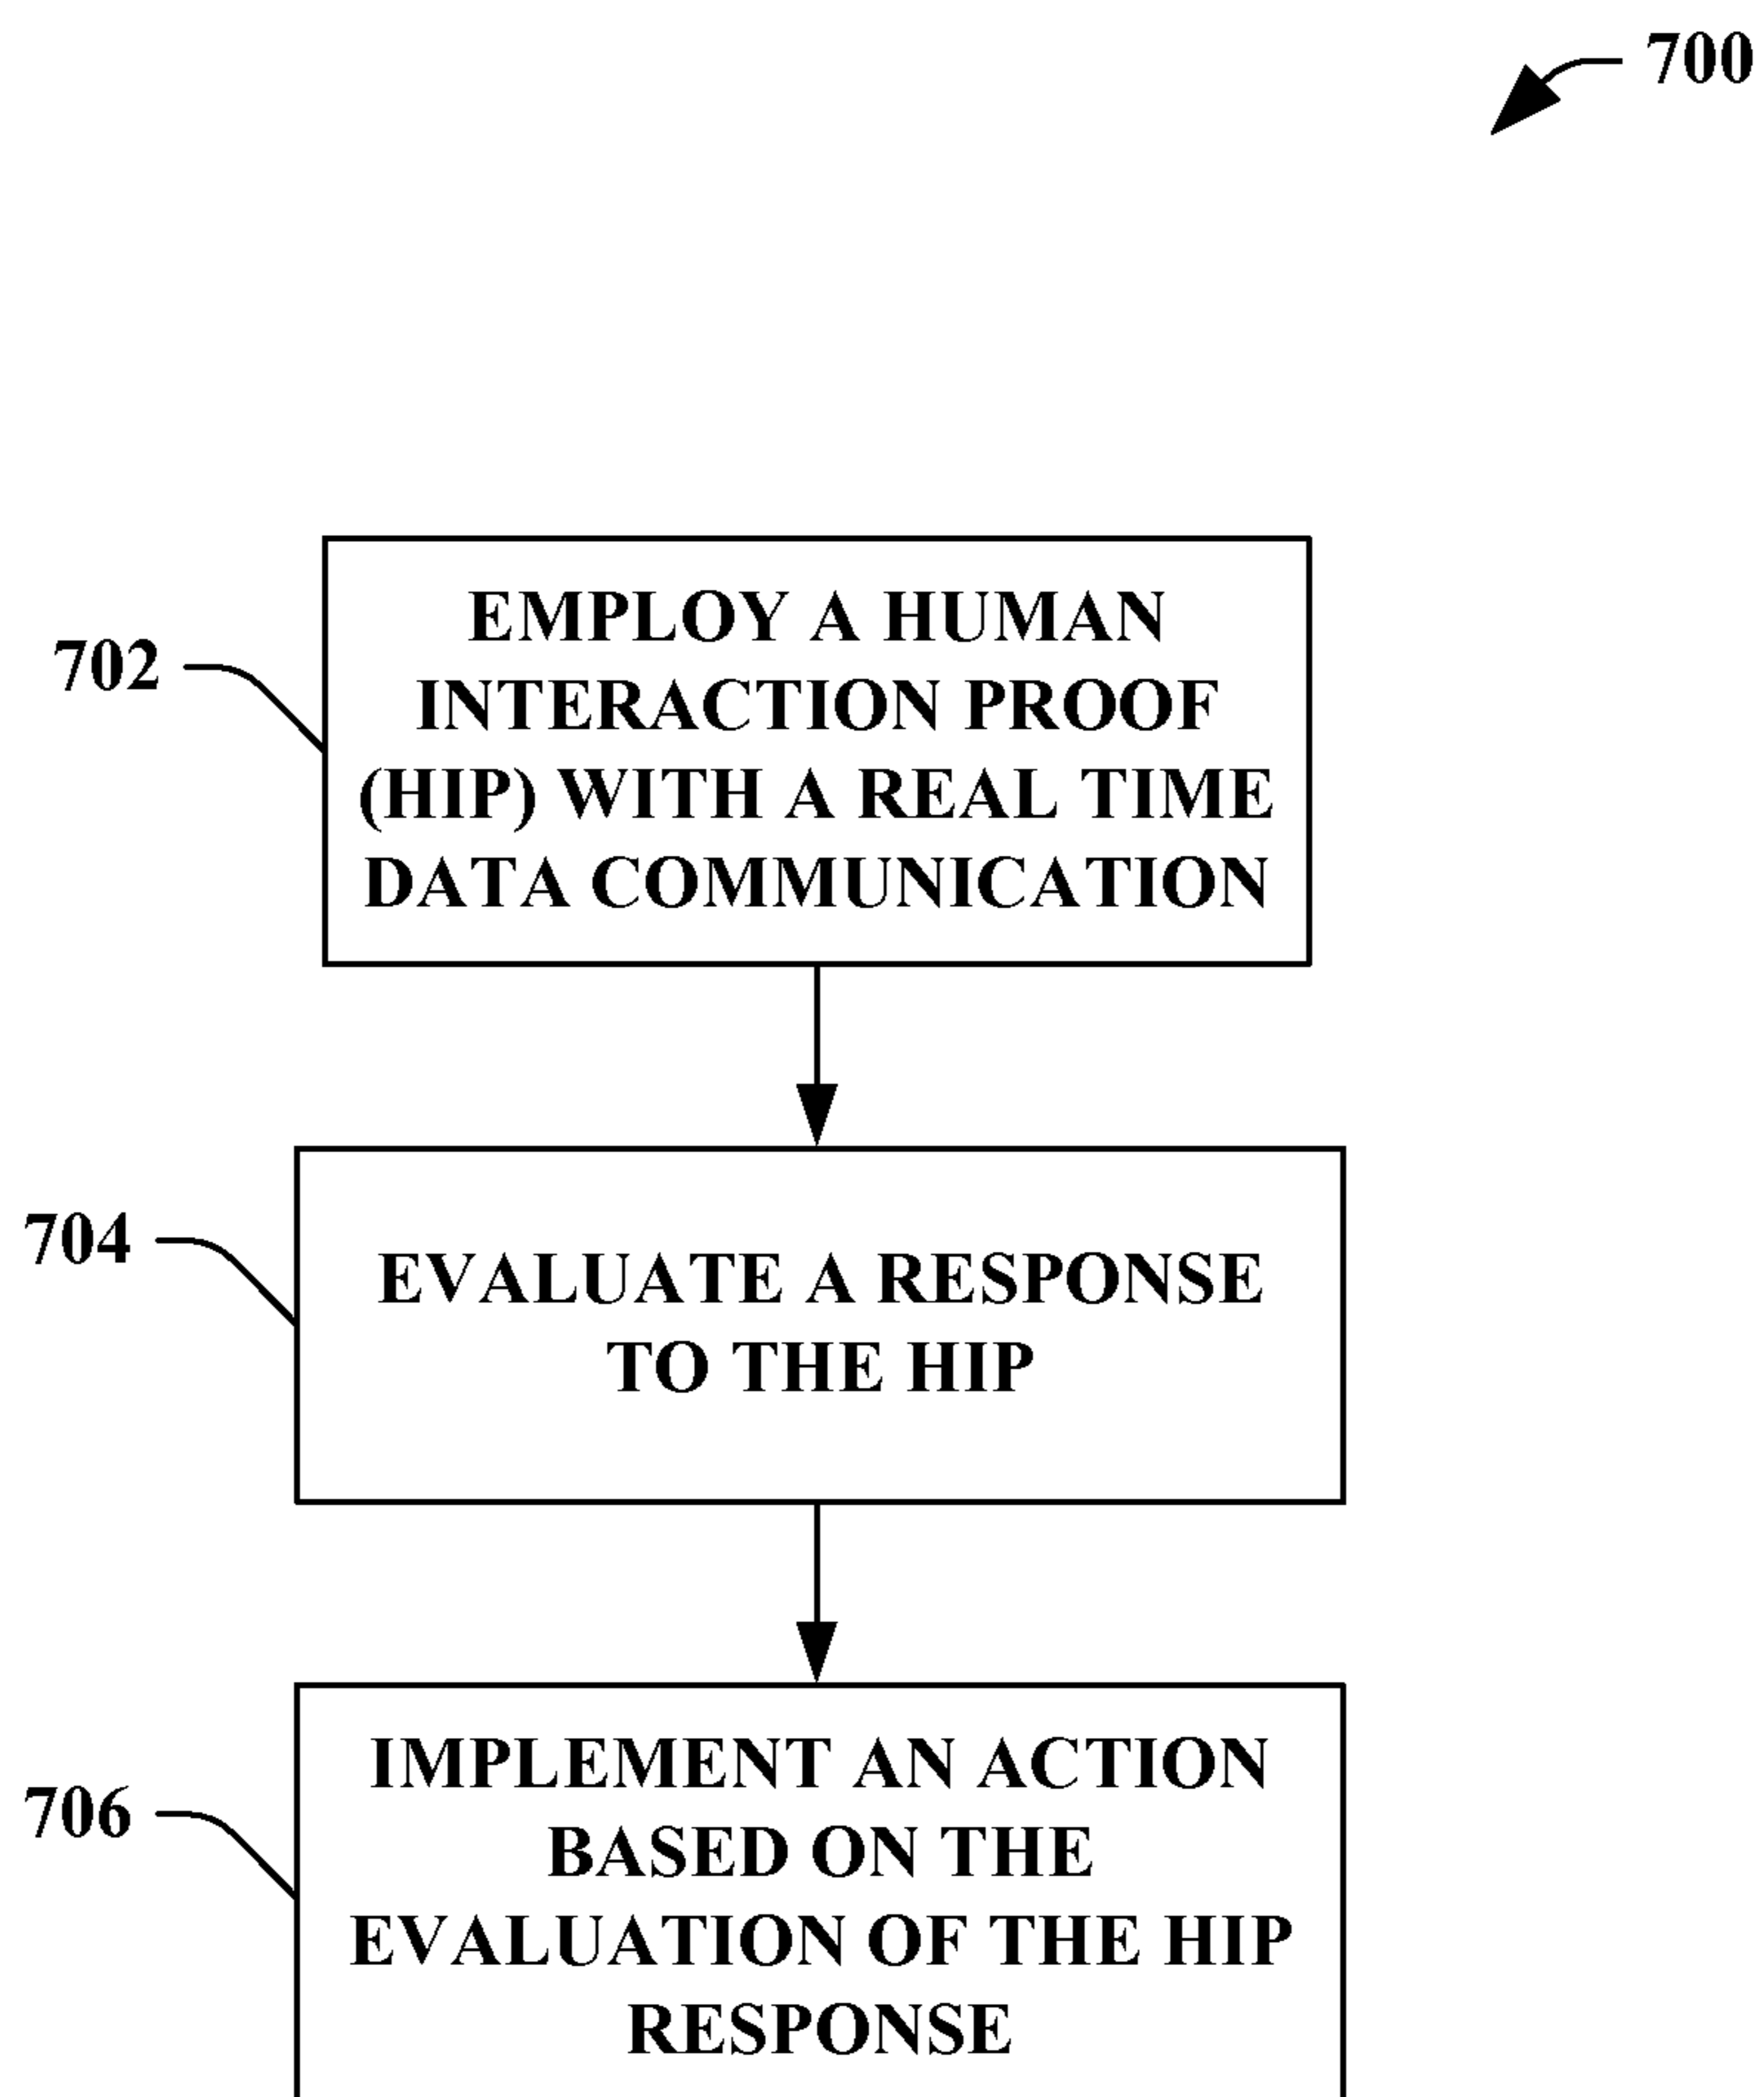 700
702
EMPLOY A HUMAN
INTERACTION PROOF
(HIP) WITH A REAL TIME
DATA COMMUNICATION
704
EVALUATE A RESPONSE
TO THE HIP
706
IMPLEMENT AN ACTION
BASED ON THE
EVALUATION OF THE HIP
RESPONSE